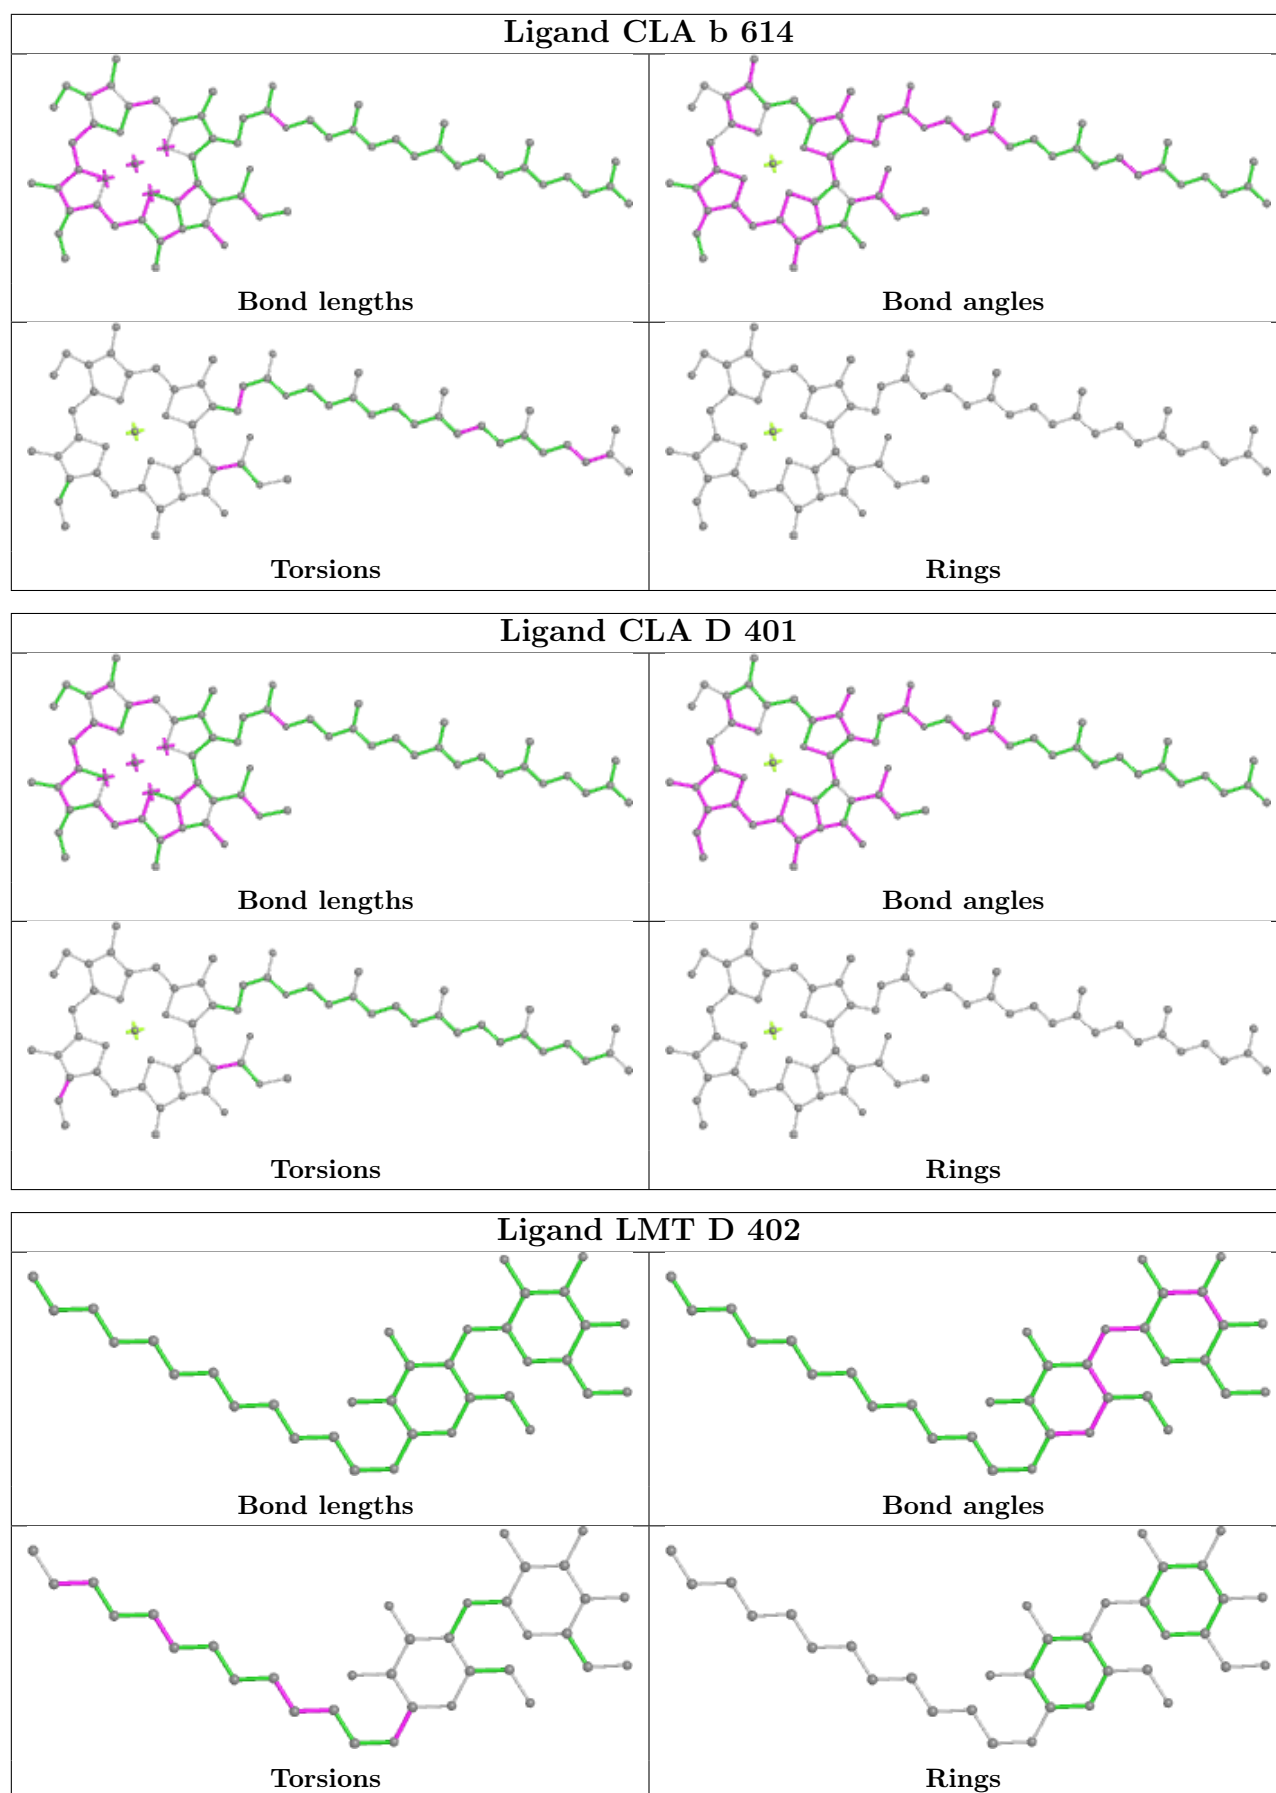 Ligand CLA b 614
Bond lengths
Bond angles
Torsions
Rings
Ligand CLA D 401
Bond lengths
Bond angles
Torsions
Rings
Ligand LMT D 402
Bond lengths
Bond angles
Torsions
Rings